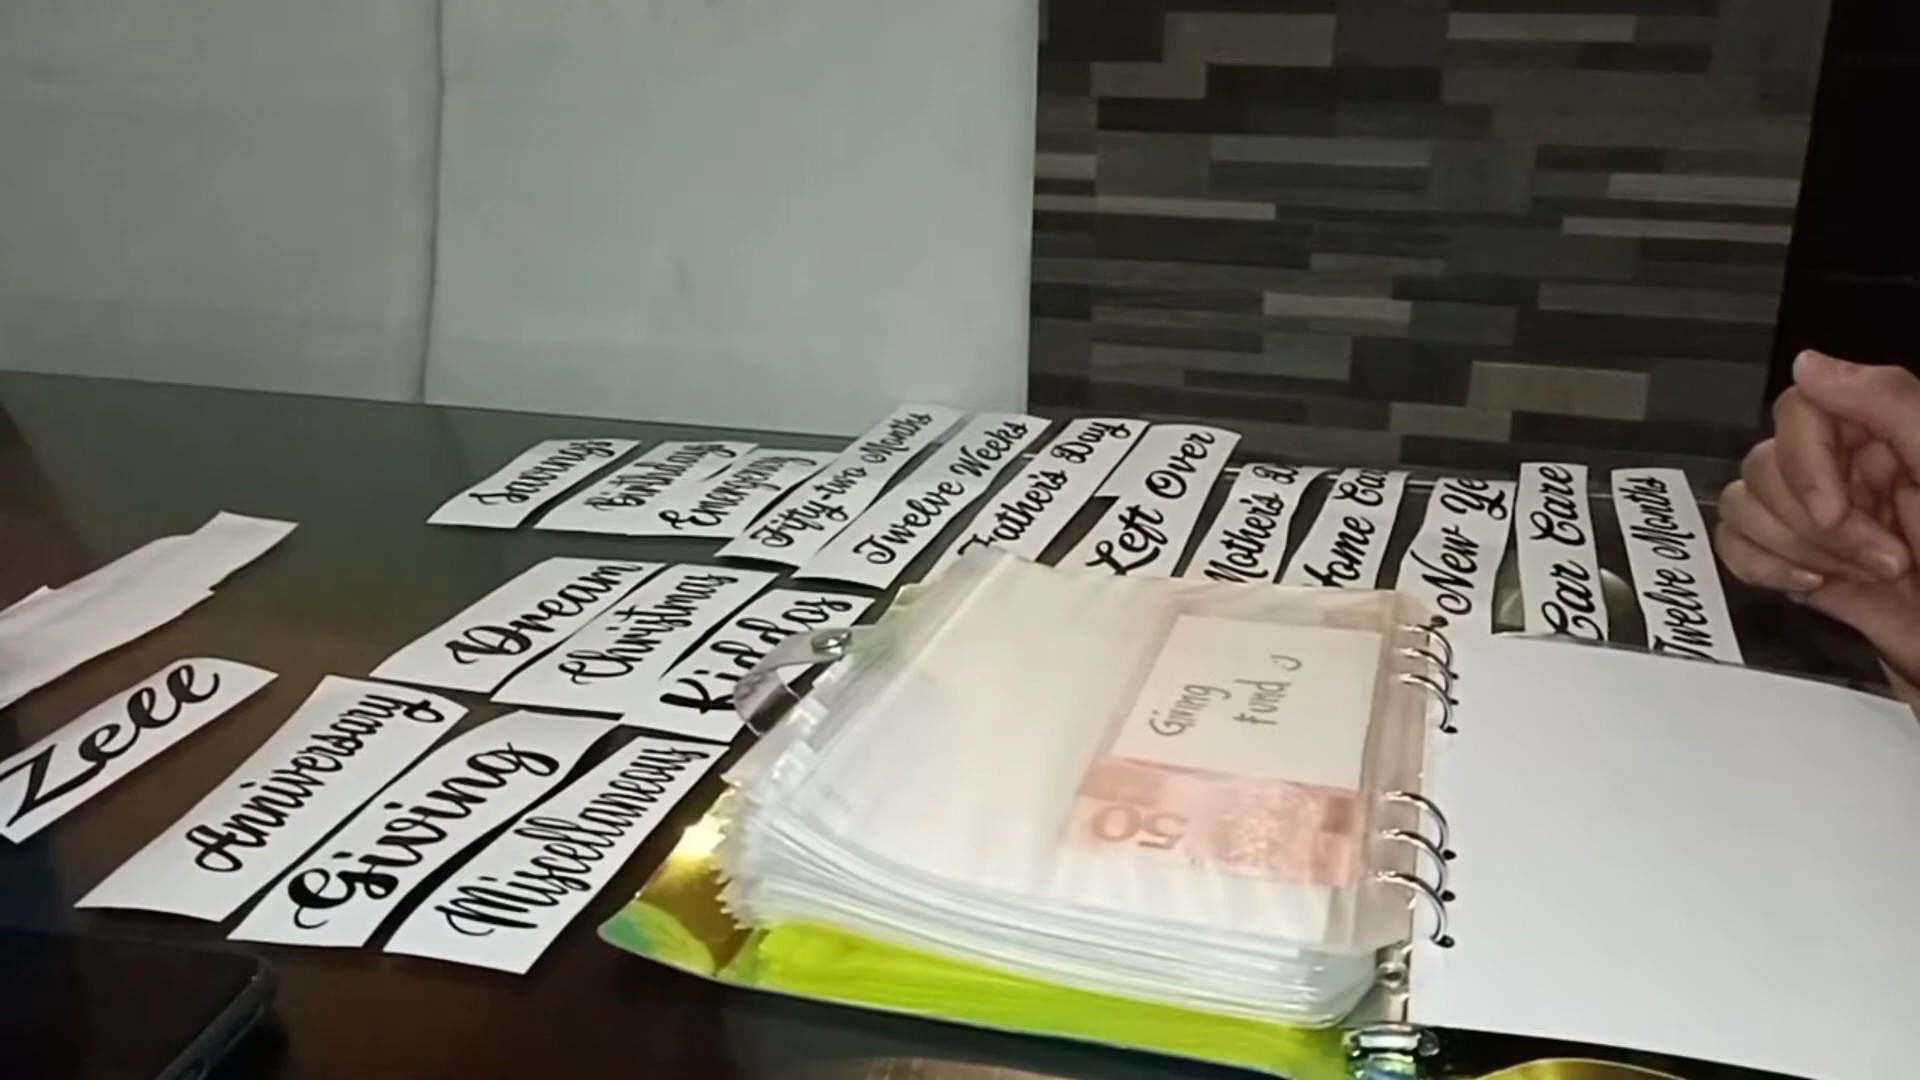 Savings
Birthdays
Emergency
Fifty-two Months
Twelve Weeks
Father's Day
Left Over
Mother's D
Home Car
New Ye
Car Care
Twelve Months
Dream
Christmas
Kiddos
Zeee
Anniversary
Giving
Miscellaneous
Giving
Fund
50